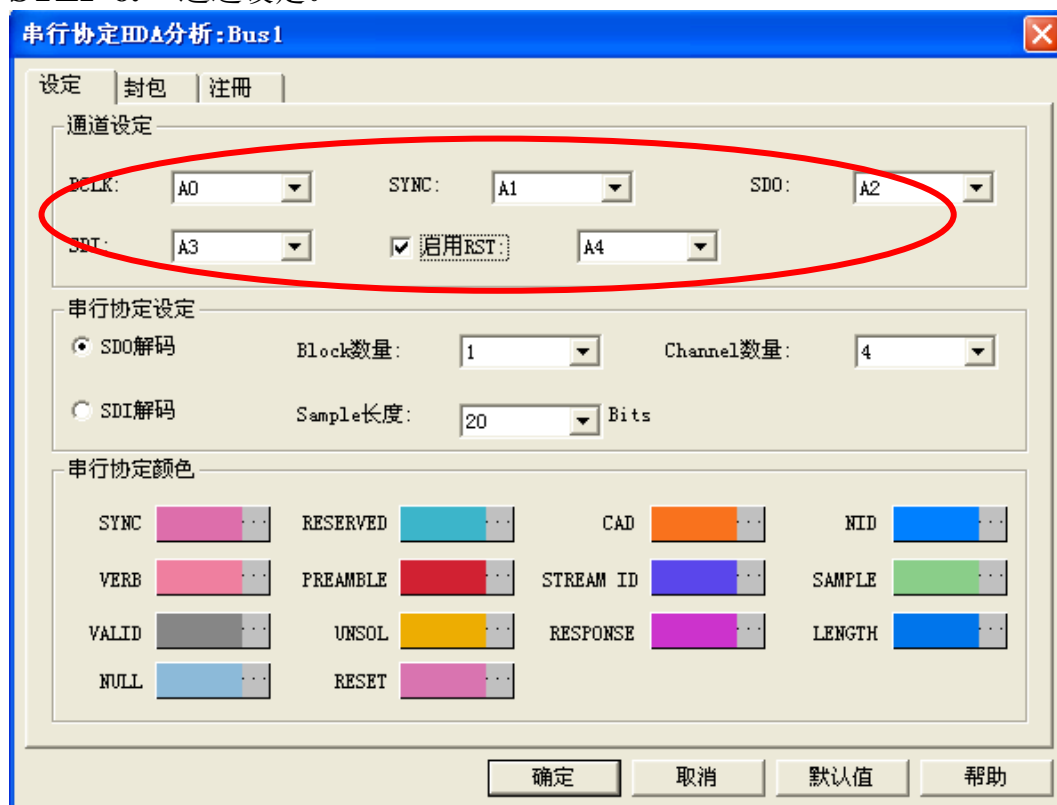 串行协定HDA分析:Bus1
设定 封包 注冊
通道设定
BCLK: A0 SYNC: A1 SDO: A2
SDI: A3 启用RST: A4
串行协定设定
SDO解码 Block数量: 1 Channel数量: 4
SDI解码 Sample长度: 20 Bits
串行协定颜色
SYNC ... RESERVED ... CAD ... NID ...
VERB ... PREAMBLE ... STREAM ID ... SAMPLE ...
VALID ... UNSOL ... RESPONSE ... LENGTH ...
NULL ... RESET ...
确定 取消 默认值 帮助